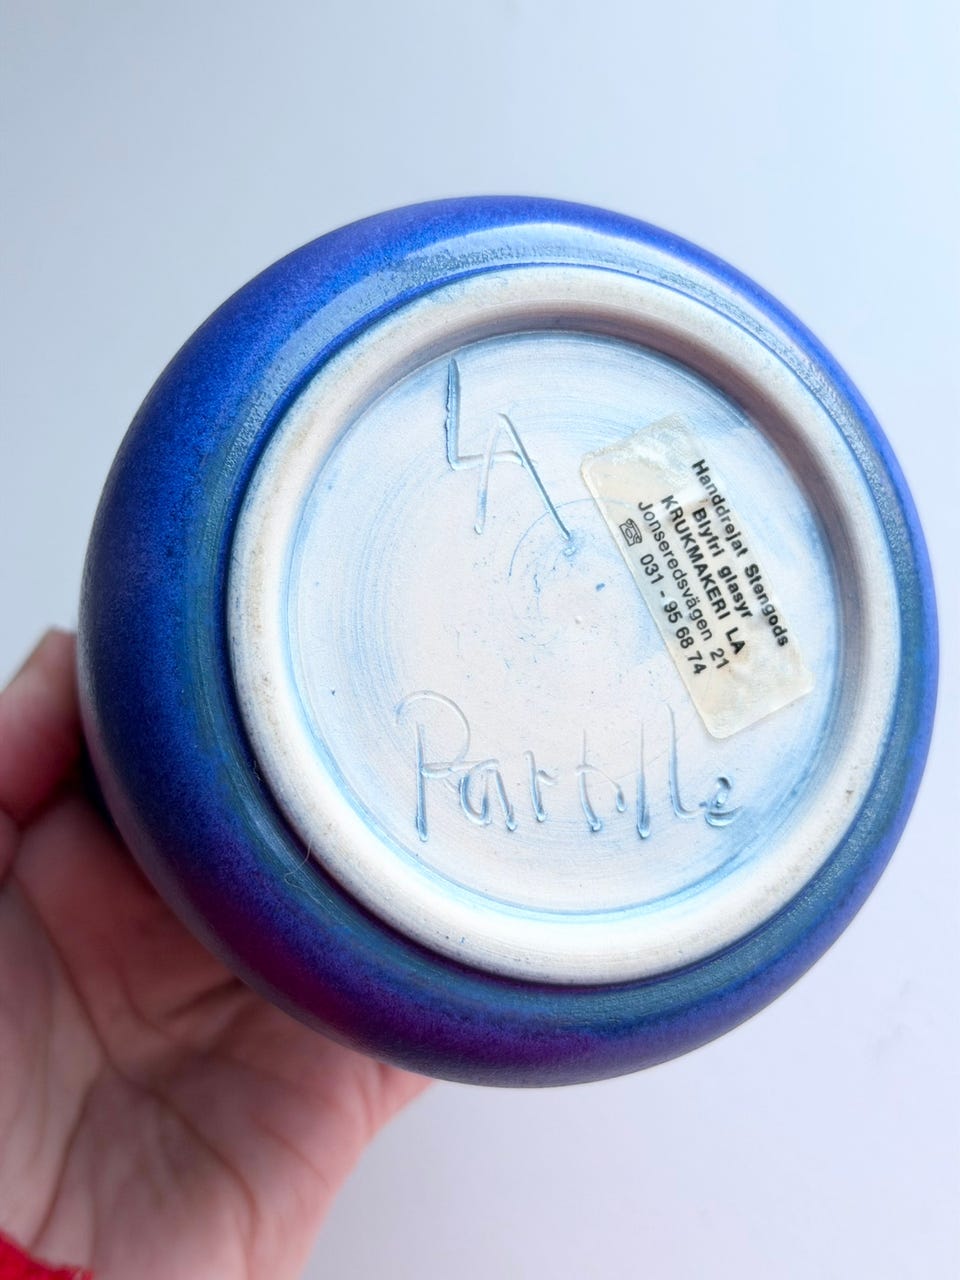 LA
Handdrejat Stengods
Blyfri glasyr
KRUKMAKERI LA
Jonseredsvägen 21
☏ 031 - 95 68 74
Partille